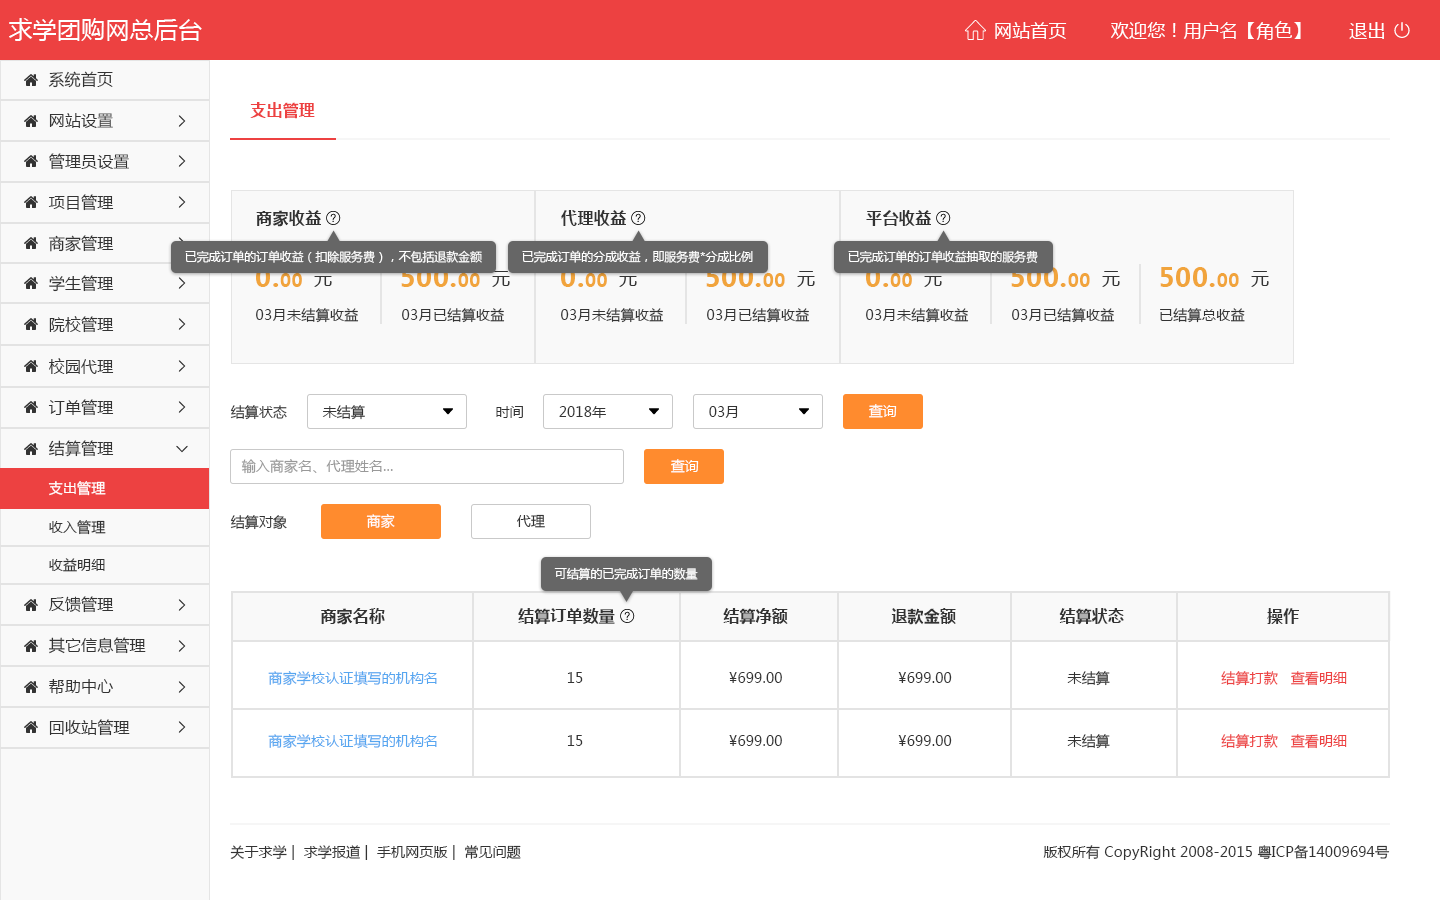 求学团购网总后台
网站首页
欢迎您！用户名【角色】
退出
系统首页
网站设置
管理员设置
项目管理
商家管理
学生管理
院校管理
校园代理
订单管理
结算管理
支出管理
收入管理
收益明细
反馈管理
其它信息管理
帮助中心
回收站管理
支出管理
商家收益
已完成订单的订单收益（扣除服务费），不包括退款金额
0.00 元
500.00 元
03月未结算收益
03月已结算收益
代理收益
已完成订单的分成收益，即服务费*分成比例
0.00 元
500.00 元
03月未结算收益
03月已结算收益
平台收益
已完成订单的订单收益抽取的服务费
0.00 元
500.00 元
500.00 元
03月未结算收益
03月已结算收益
已结算总收益
结算状态 未结算 时间 2018年 03月 查询
输入商家名、代理姓名... 查询
结算对象 商家 代理
可结算的已完成订单的数量
商家名称 结算订单数量 结算净额 退款金额 结算状态 操作
商家学校认证填写的机构名 15 ¥699.00 ¥699.00 未结算 结算打款 查看明细
商家学校认证填写的机构名 15 ¥699.00 ¥699.00 未结算 结算打款 查看明细
关于求学 | 求学报道 | 手机网页版 | 常见问题
版权所有 CopyRight 2008-2015 粤ICP备14009694号